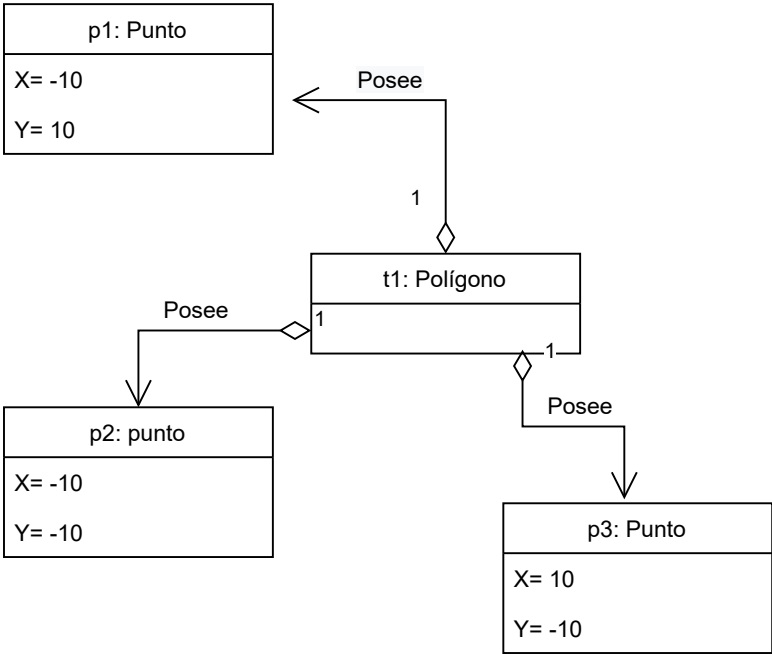 p1: Punto
X= -10
Y= 10
Posee
1
t1: Polígono
Posee
1
1
Posee
p2: punto
X= -10
Y= -10
p3: Punto
X= 10
Y= -10